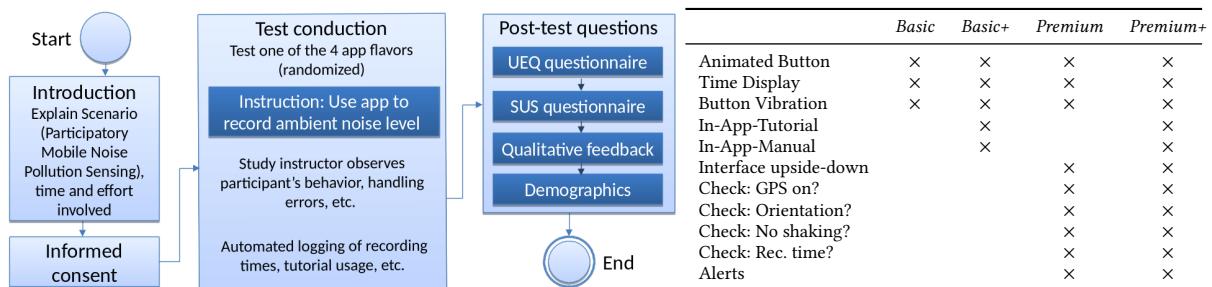 Start
Introduction
Explain Scenario
(Participatory
Mobile Noise
Pollution Sensing),
time and effort
involved
Informed
consent
Test conduction
Test one of the 4 app flavors
(randomized)
Instruction: Use app to
record ambient noise level
Study instructor observes
participant's behavior, handling
errors, etc.
Automated logging of recording
times, tutorial usage, etc.
Post-test questions
UEQ questionnaire
SUS questionnaire
Qualitative feedback
Demographics
End
Basic Basic+ Premium Premium+
Animated Button × × × ×
Time Display × × × ×
Button Vibration × × × ×
In-App-Tutorial × ×
In-App-Manual × ×
Interface upside-down × ×
Check: GPS on? × ×
Check: Orientation? × ×
Check: No shaking? × ×
Check: Rec. time? × ×
Alerts × ×